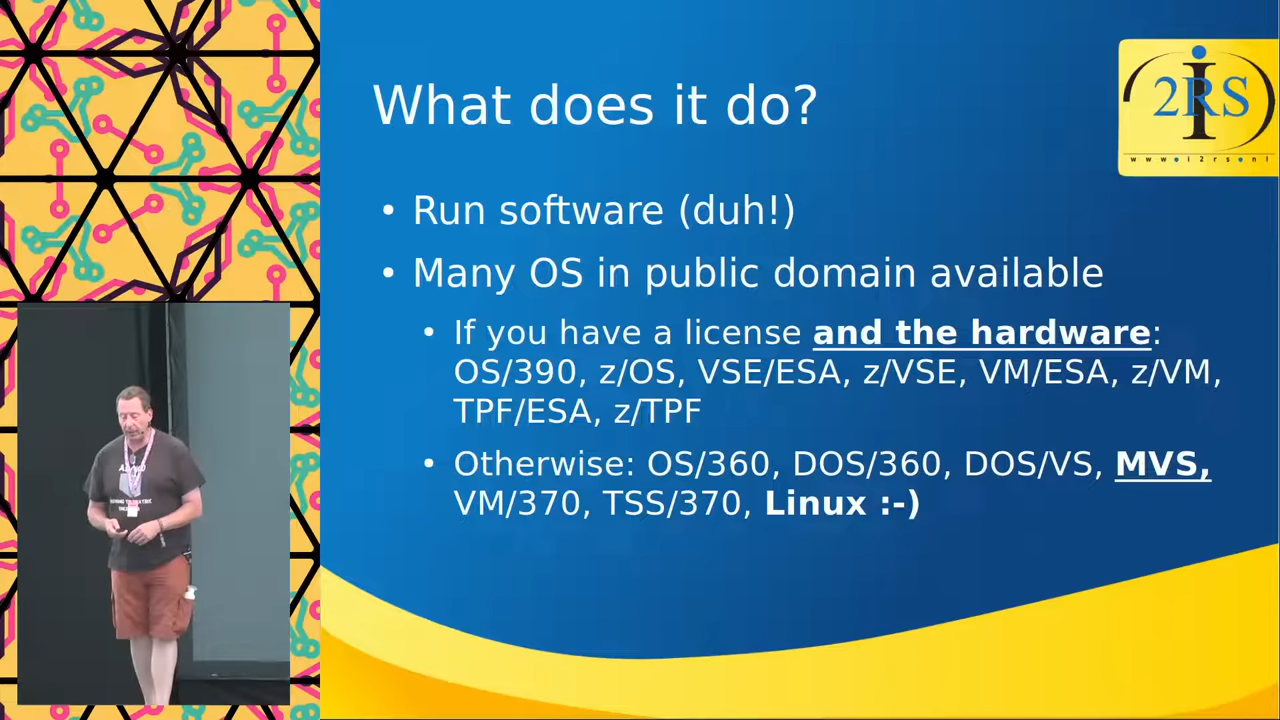 What does it do?
i
2RS
www●i2rs●nl
• Run software (duh!)
• Many OS in public domain available
• If you have a license and the hardware:
OS/390, z/OS, VSE/ESA, z/VSE, VM/ESA, z/VM,
TPF/ESA, z/TPF
• Otherwise: OS/360, DOS/360, DOS/VS, MVS,
VM/370, TSS/370, Linux :-)